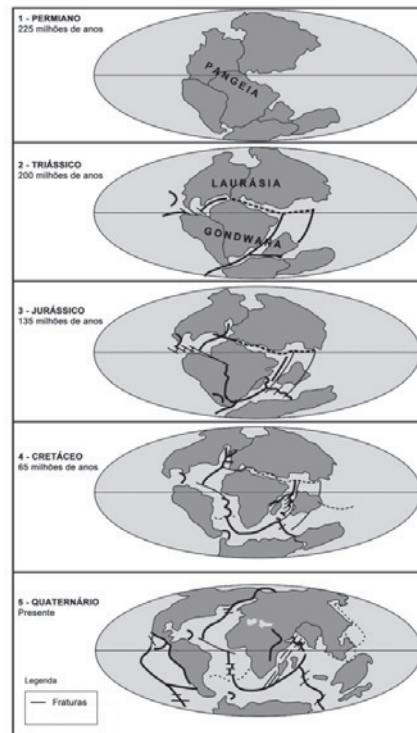 1 - PERMIANO
225 milhões de anos
PANGEIA
2 - TRIÁSSICO
200 milhões de anos
LAURÁSIA
GONDWANA
3 - JURÁSSICO
135 milhões de anos
4 - CRETÁCEO
65 milhões de anos
5 - QUATERNÁRIO
Presente
Legenda
Fraturas